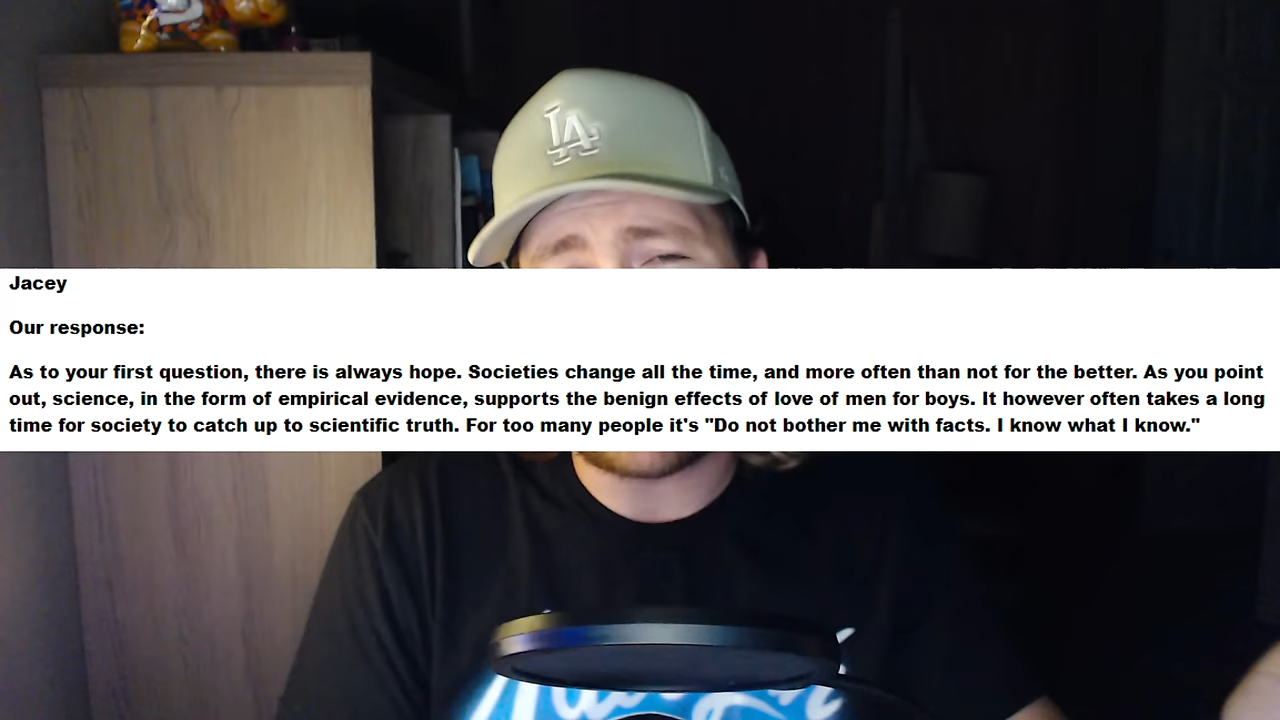 LA
Jacey
Our response:
As to your first question, there is always hope. Societies change all the time, and more often than not for the better. As you point
out, science, in the form of empirical evidence, supports the benign effects of love of men for boys. It however often takes a long
time for society to catch up to scientific truth. For too many people it's "Do not bother me with facts. I know what I know."